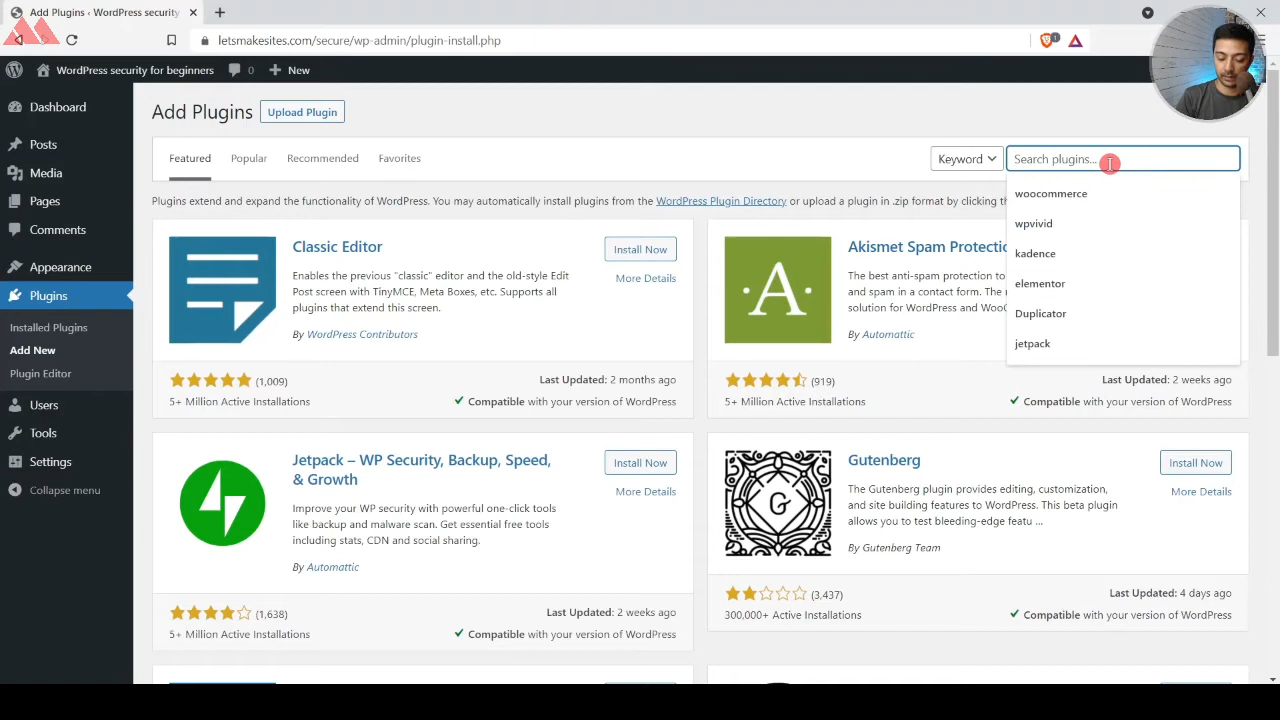 Add Plugins ‹ WordPress security
letsmakesites.com/secure/wp-admin/plugin-install.php
1
WordPress security for beginners
0
New
Dashboard
Posts
Media
Pages
Comments
Appearance
Plugins
Installed Plugins
Add New
Plugin Editor
Users
Tools
Settings
Collapse menu
Add Plugins
Upload Plugin
Featured
Popular
Recommended
Favorites
Keyword
Search plugins...
woocommerce
wpvivid
kadence
elementor
Duplicator
jetpack
Plugins extend and expand the functionality of WordPress. You may automatically install plugins from the WordPress Plugin Directory or upload a plugin in .zip format by clicking the
Classic Editor
Install Now
More Details
Enables the previous "classic" editor and the old-style Edit
Post screen with TinyMCE, Meta Boxes, etc. Supports all
plugins that extend this screen.
By WordPress Contributors
(1,009)
Last Updated: 2 months ago
5+ Million Active Installations
Compatible with your version of WordPress
Akismet Spam Protectio
The best anti-spam protection to
and spam in a contact form. The m
solution for WordPress and WooC
By Automattic
(919)
Last Updated: 2 weeks ago
5+ Million Active Installations
Compatible with your version of WordPress
Jetpack – WP Security, Backup, Speed,
& Growth
Install Now
More Details
Improve your WP security with powerful one-click tools
like backup and malware scan. Get essential free tools
including stats, CDN and social sharing.
By Automattic
(1,638)
Last Updated: 2 weeks ago
5+ Million Active Installations
Compatible with your version of WordPress
Gutenberg
Install Now
More Details
The Gutenberg plugin provides editing, customization,
and site building features to WordPress. This beta plugin
allows you to test bleeding-edge featu ...
By Gutenberg Team
(3,437)
Last Updated: 4 days ago
300,000+ Active Installations
Compatible with your version of WordPress